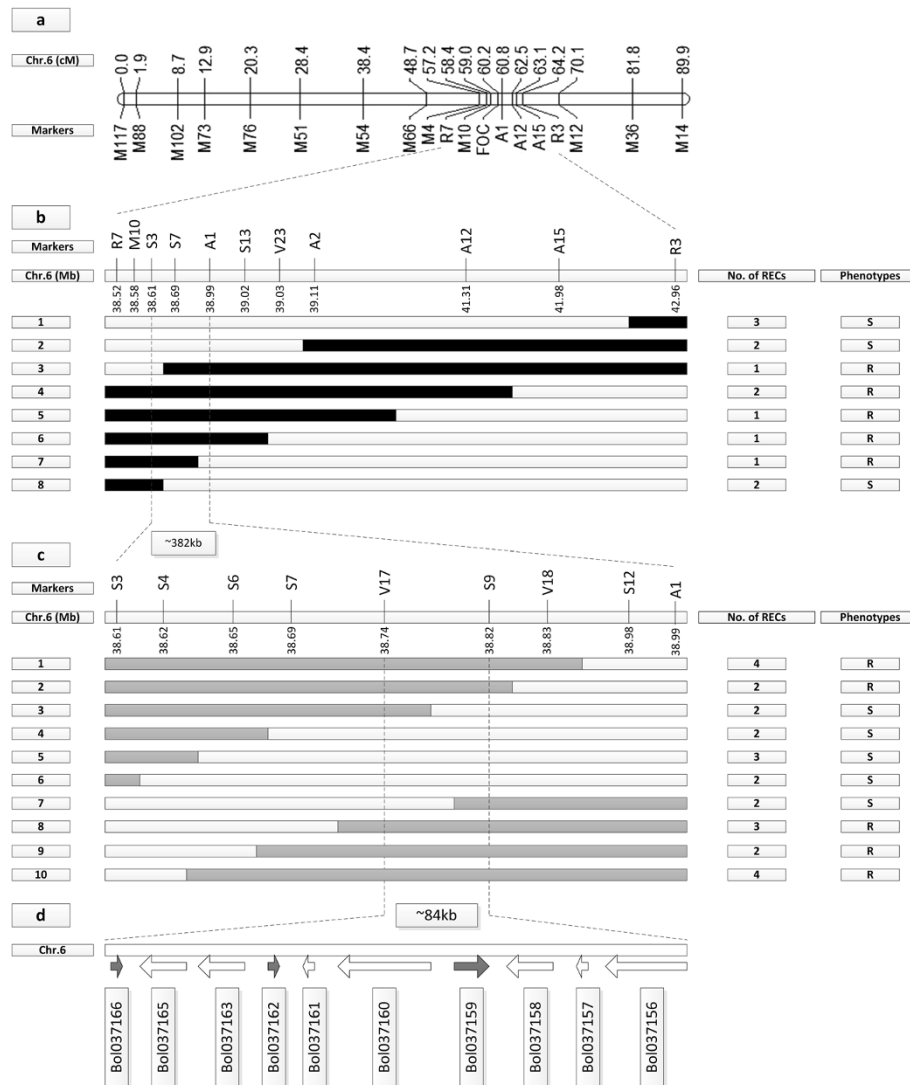 a
Chr.6 (cM) 0.0 1.9 8.7 12.9 20.3 28.4 38.4 48.7 57.2 58.4 59.0 60.2 60.8 62.5 63.1 64.2 70.1 81.8 89.9
Markers M117 M88 M102 M73 M76 M51 M54 M66 M4 R7 M10 FOC A1 A12 A15 R3 M12 M36 M14
b
Markers R7 M10 S3 S7 A1 S13 V23 A2 A12 A15 R3
Chr.6 (Mb) No. of RECs Phenotypes
38.52 38.58 38.61 38.69 38.99 39.02 39.03 39.11 41.31 41.98 42.96
1 3 S
2 2 S
3 1 R
4 2 R
5 1 R
6 1 R
7 1 R
8 2 S
~382kb
c
Markers S3 S4 S6 S7 V17 S9 V18 S12 A1
Chr.6 (Mb) No. of RECs Phenotypes
38.61 38.62 38.65 38.69 38.74 38.82 38.83 38.98 38.99
1 4 R
2 2 R
3 2 S
4 2 S
5 3 S
6 2 S
7 2 S
8 3 R
9 2 R
10 4 R
d
~84kb
Chr.6
Bol037166 Bol037165 Bol037163 Bol037162 Bol037161 Bol037160 Bol037159 Bol037158 Bol037157 Bol037156